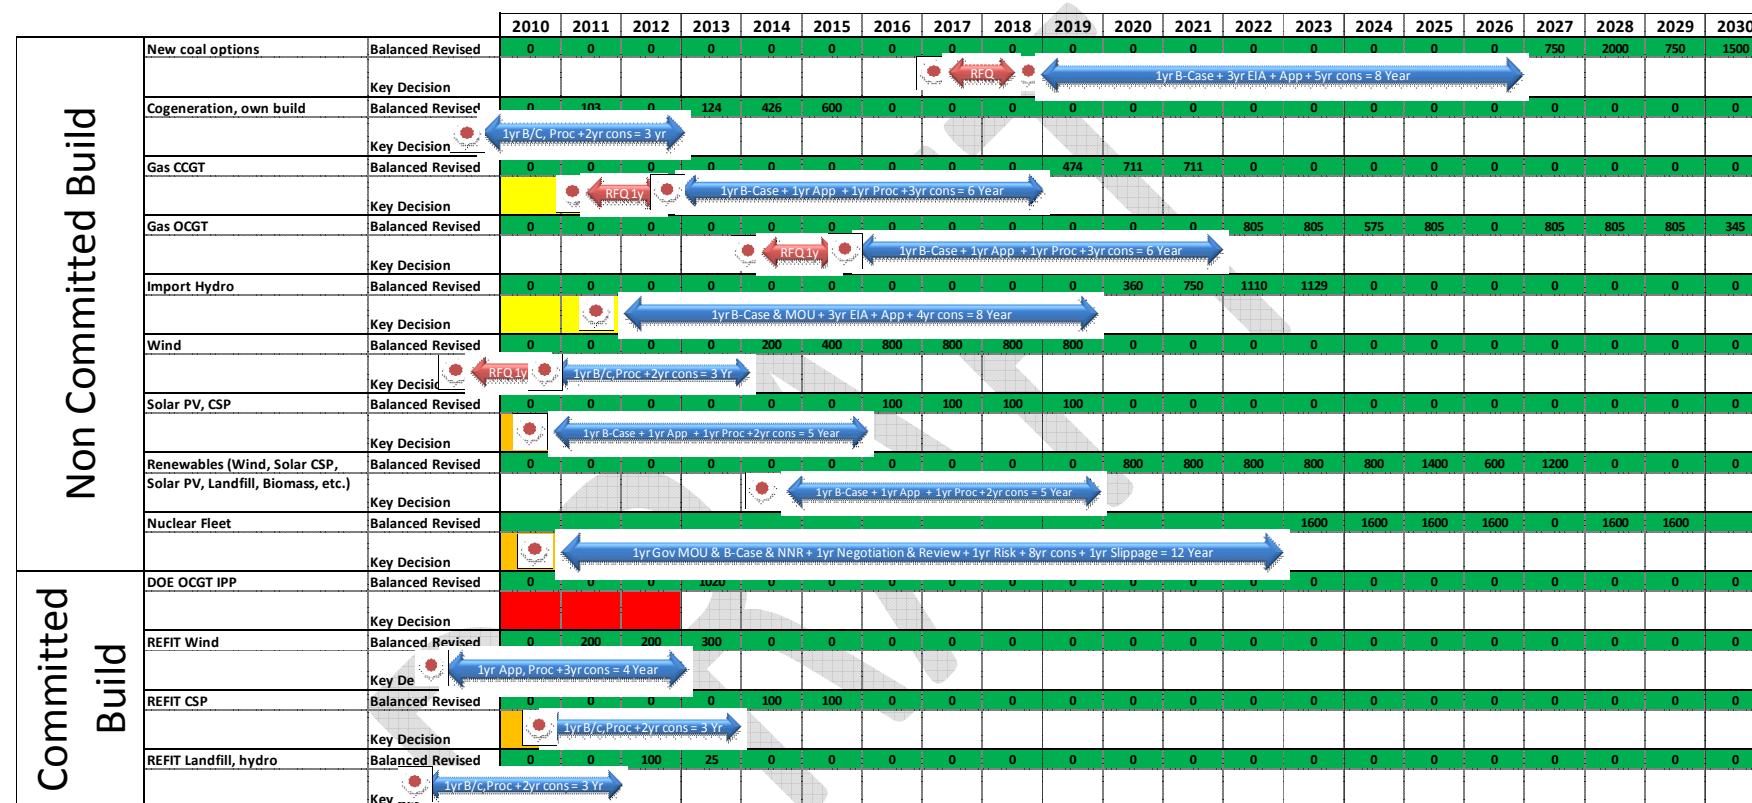 2010 2011 2012 2013 2014 2015 2016 2017 2018 2019 2020 2021 2022 2023 2024 2025 2026 2027 2028 2029 2030
Non Committed Build
New coal options Balanced Revised 0 0 0 0 0 0 0 0 0 0 0 0 0 0 0 0 0 750 2000 750 1500
Key Decision RFQ 1yr B-Case + 3yr EIA + App + 5yr cons = 8 Year
Cogeneration, own build Balanced Revised 0 103 0 124 426 600 0 0 0 0 0 0 0 0 0 0 0 0 0 0 0
Key Decision 1yr B/C, Proc +2yr cons = 3 yr
Gas CCGT Balanced Revised 0 0 0 0 0 0 0 0 0 474 711 711 0 0 0 0 0 0 0 0 0
Key Decision RFQ 1y 1yr B-Case + 1yr App + 1yr Proc +3yr cons = 6 Year
Gas OCGT Balanced Revised 0 0 0 0 0 0 0 0 0 0 0 0 805 805 575 805 0 805 805 805 345
Key Decision RFQ 1y 1yr B-Case + 1yr App + 1yr Proc +3yr cons = 6 Year
Import Hydro Balanced Revised 0 0 0 0 0 0 0 0 0 0 360 750 1110 1129 0 0 0 0 0 0 0
Key Decision 1yr B-Case & MOU + 3yr EIA + App + 4yr cons = 8 Year
Wind Balanced Revised 0 0 0 0 200 400 800 800 800 800 0 0 0 0 0 0 0 0 0 0 0
Key Decisic RFQ 1y 1yr B/c,Proc +2yr cons = 3 Yr
Solar PV, CSP Balanced Revised 0 0 0 0 0 0 100 100 100 100 0 0 0 0 0 0 0 0 0 0 0
Key Decision 1yr B-Case + 1yr App + 1yr Proc +2yr cons = 5 Year
Renewables (Wind, Solar CSP, Balanced Revised 0 0 0 0 0 0 0 0 0 0 800 800 800 800 800 1400 600 1200 0 0 0
Solar PV, Landfill, Biomass, etc.)
Key Decision 1yr B-Case + 1yr App + 1yr Proc +2yr cons = 5 Year
Nuclear Fleet Balanced Revised 1600 1600 1600 1600 0 1600 1600
Key Decision 1yr Gov MOU & B-Case & NNR + 1yr Negotiation & Review + 1yr Risk + 8yr cons + 1yr Slippage = 12 Year
Committed
Build
DOE OCGT IPP Balanced Revised 0 0 0 1020 0 0 0 0 0 0 0 0 0 0 0 0 0 0 0 0 0
Key Decision
REFIT Wind Balanced Revised 0 200 200 300 0 0 0 0 0 0 0 0 0 0 0 0 0 0 0 0 0
Key De 1yr App, Proc +3yr cons = 4 Year
REFIT CSP Balanced Revised 0 0 0 0 100 100 0 0 0 0 0 0 0 0 0 0 0 0 0 0 0
Key Decision 1yr B/c,Proc +2yr cons = 3 Yr
REFIT Landfill, hydro Balanced Revised 0 0 100 25 0 0 0 0 0 0 0 0 0 0 0 0 0 0 0 0 0
Key 1yr B/c,Proc +2yr cons = 3 Yr